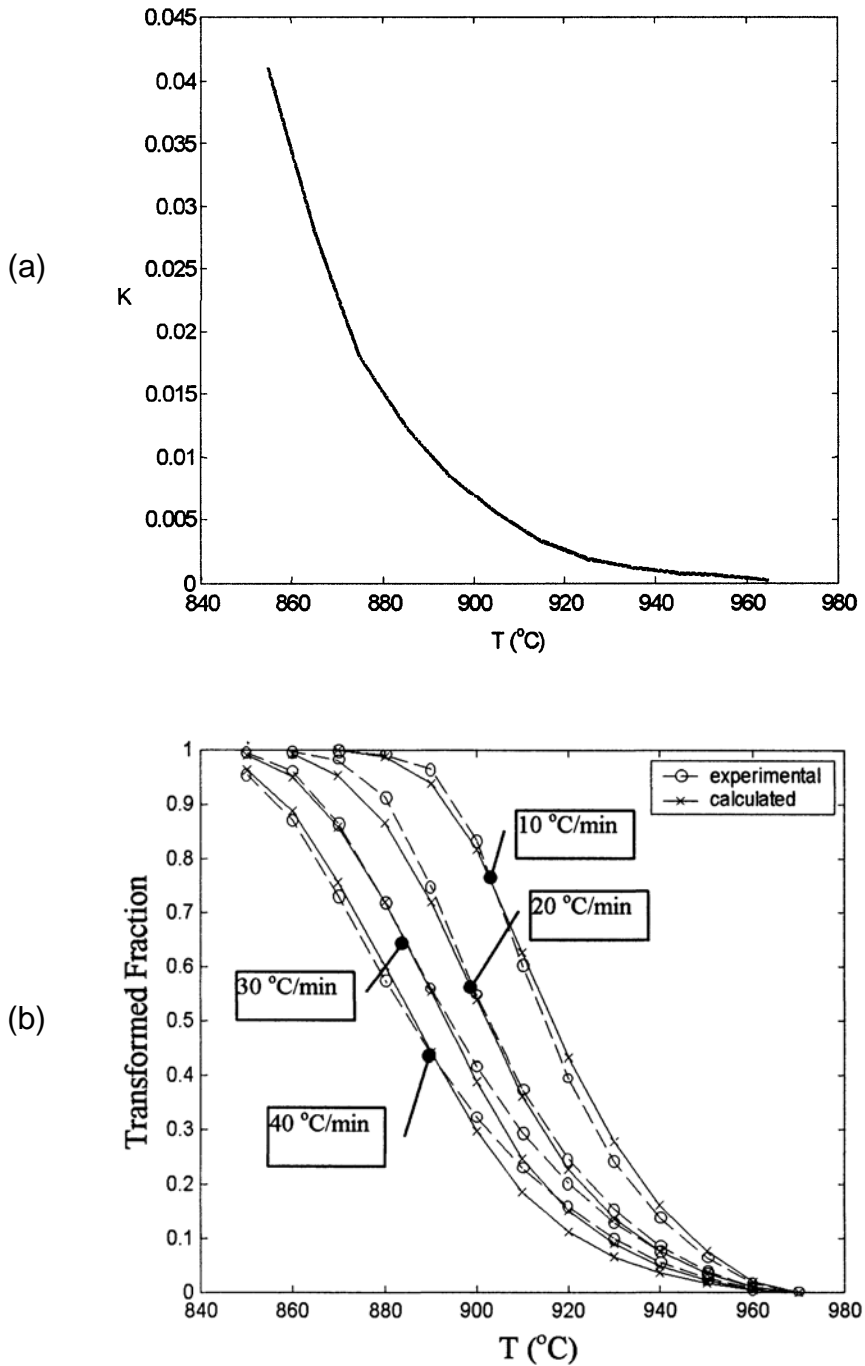 (a)
K
0.045
0.04
0.035
0.03
0.025
0.02
0.015
0.01
0.005
0
840 860 880 900 920 940 960 980
T (°C)
(b)
Transformed Fraction
1
0.9
0.8
0.7
0.6
0.5
0.4
0.3
0.2
0.1
0
experimental
calculated
10 °C/min
20 °C/min
30 °C/min
40 °C/min
840 860 880 900 920 940 960 980
T (°C)